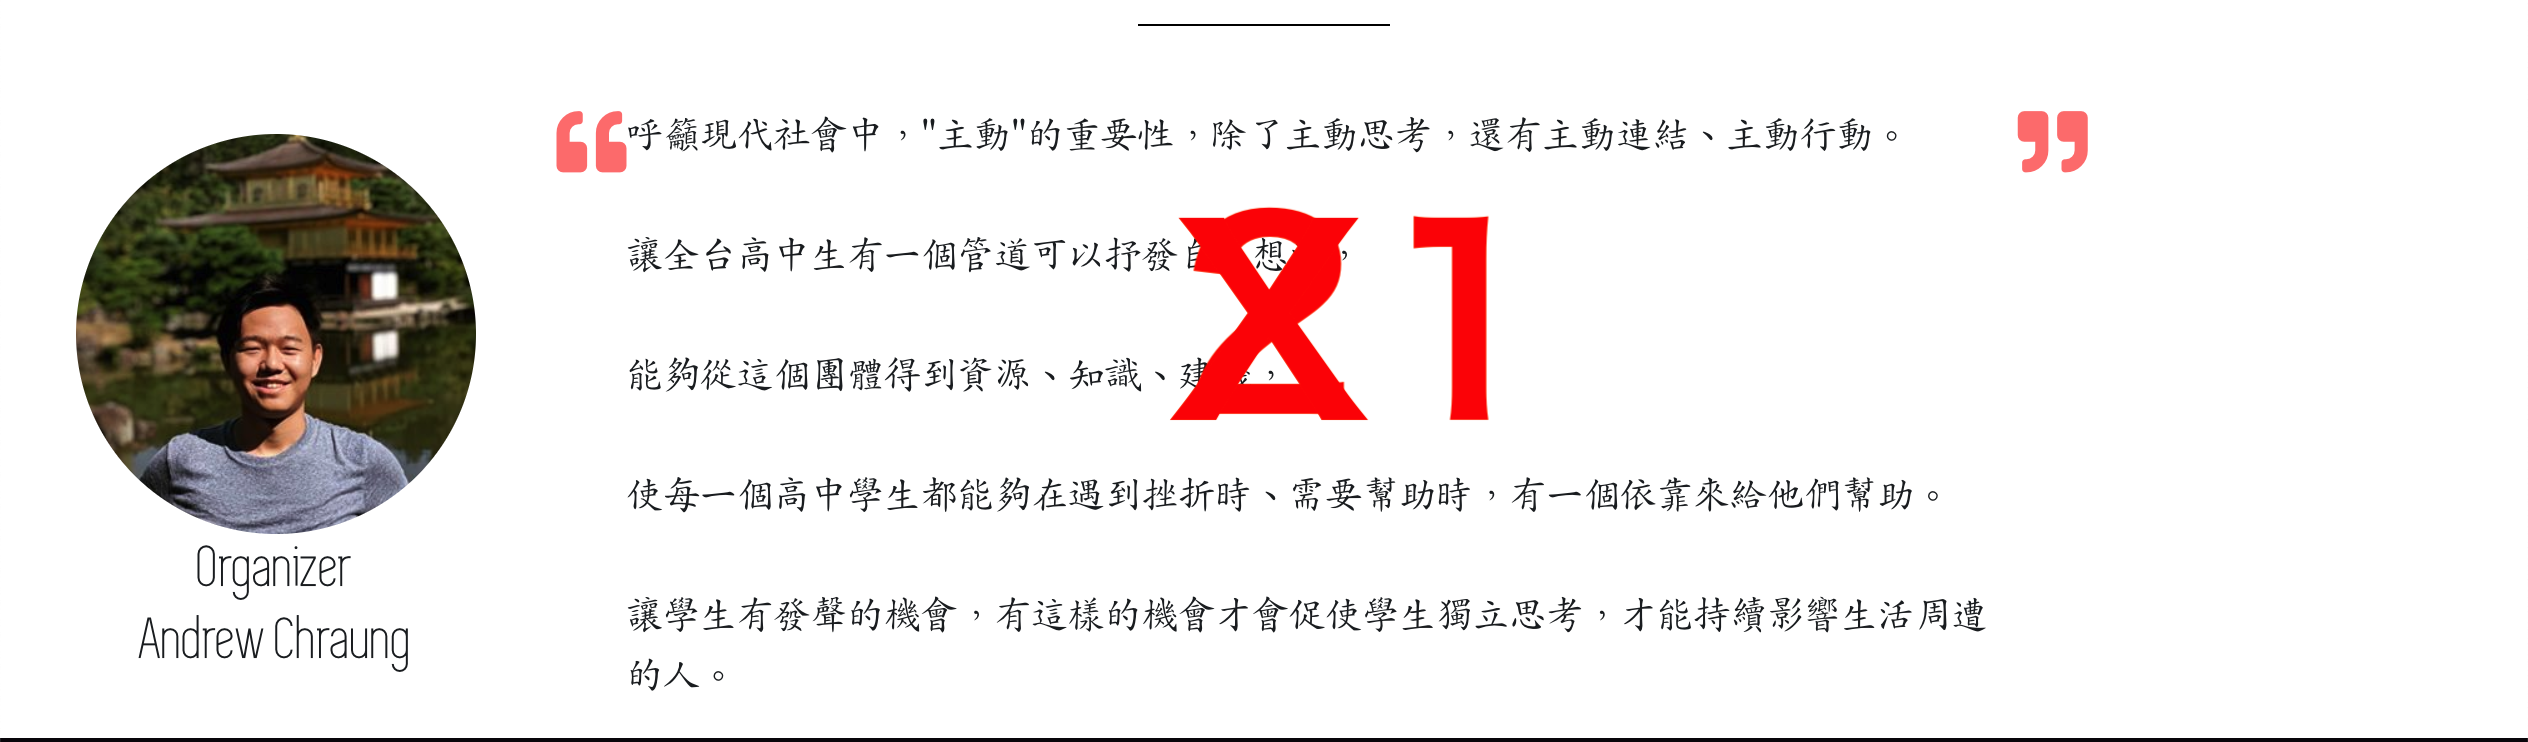 呼籲現代社會中，"主動"的重要性，除了主動思考，還有主動連結、主動行動。
讓全台高中生有一個管道可以抒發自 想 ，
能夠從這個團體得到資源、知識、建 ，
使每一個高中學生都能夠在遇到挫折時、需要幫助時，有一個依靠來給他們幫助。
讓學生有發聲的機會，有這樣的機會才會促使學生獨立思考，才能持續影響生活周遭
的人。
Organizer
Andrew Chraung